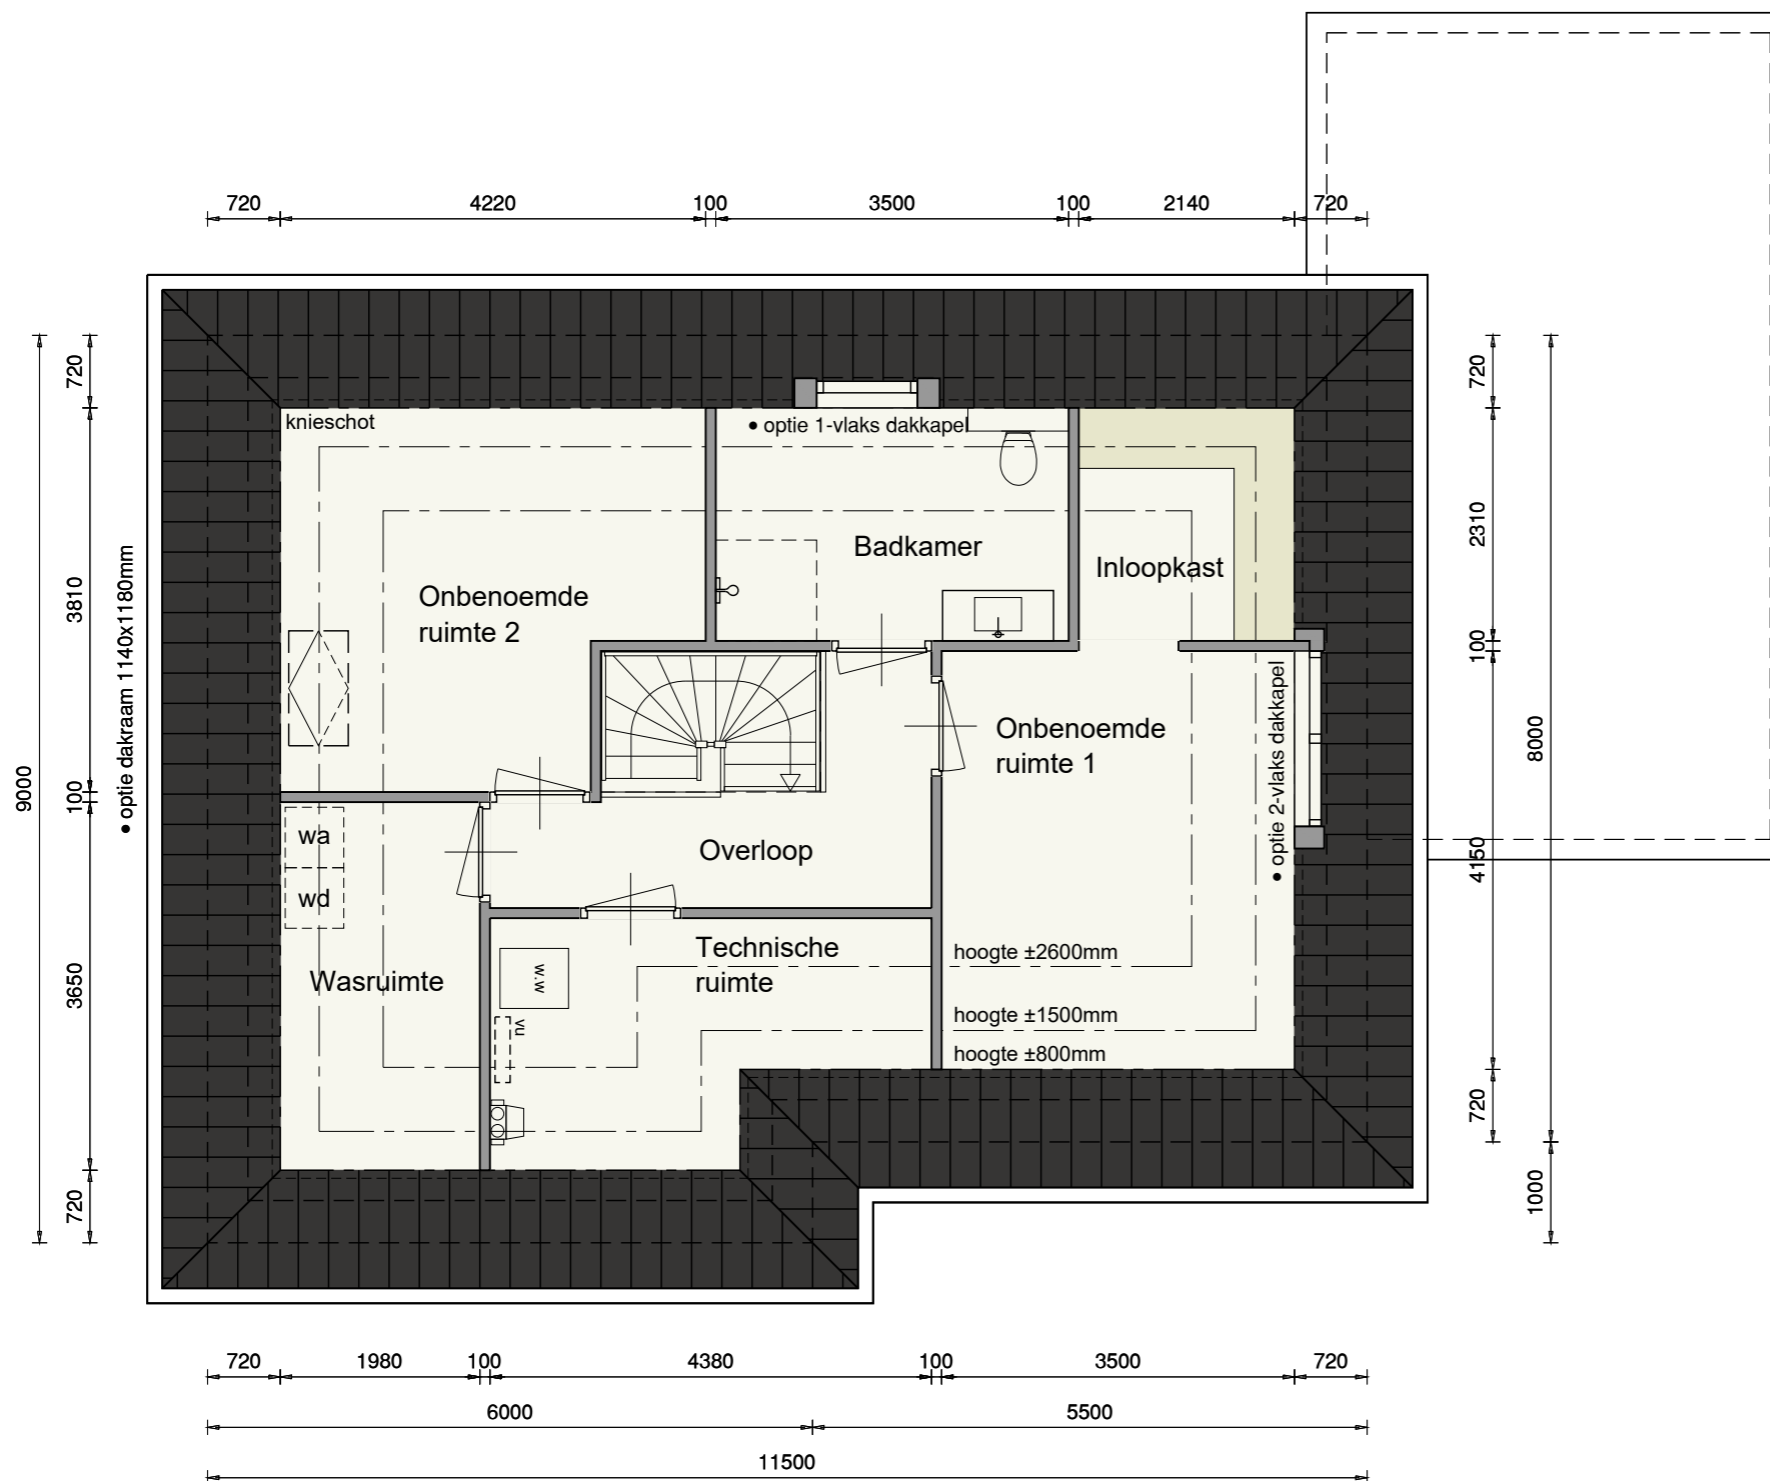 720
4220
100
3500
100
2140
720
9000
720
3810
100
3650
720
• optie dakraam 1140x1180mm
knieschot
• optie 1-vlaks dakkapel
Badkamer
Inloopkast
Onbenoemde
ruimte 2
Onbenoemde
ruimte 1
• optie 2-vlaks dakkapel
wa
wd
Overloop
Wasruimte
Technische
ruimte
w.w
vu
hoogte ±2600mm
hoogte ±1500mm
hoogte ±800mm
720
2310
100
4150
720
8000
1000
720
1980
100
4380
100
3500
720
6000
5500
11500